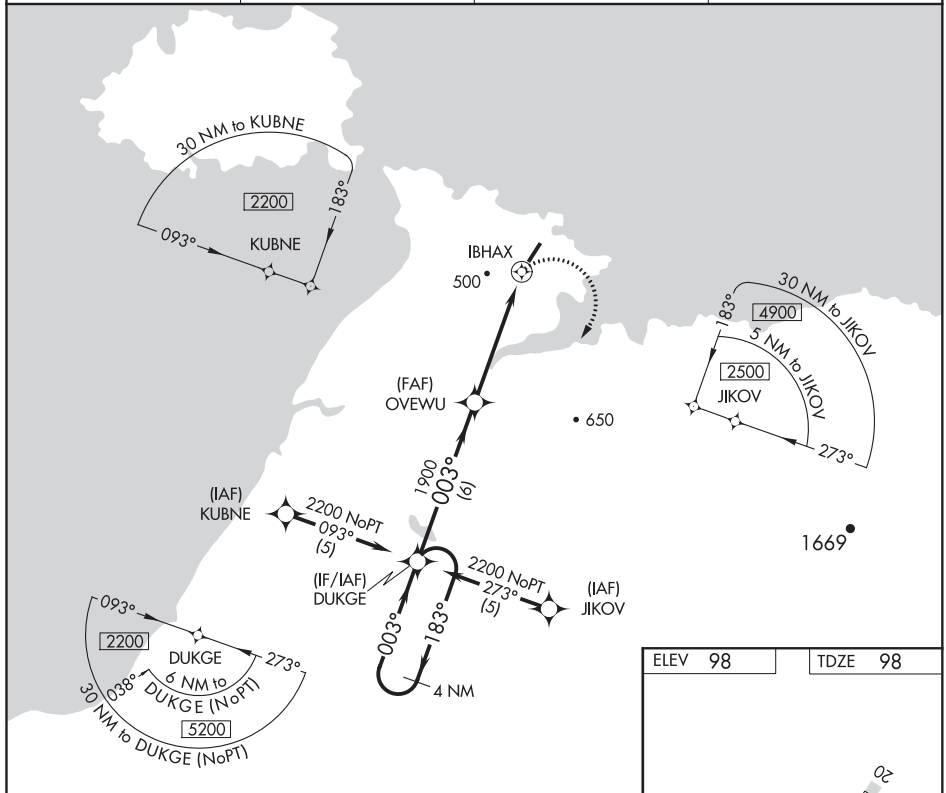 30 NM to KUBNE
2200
183°
093°
KUBNE
IBHAX
500
30 NM to JIKOV
4900
183°
5 NM to JIKOV
2500
JIKOV
273°
(FAF)
OVEWU
650
1900
003°
(6)
(IAF)
KUBNE
2200 NoPT
093°
(5)
1669
(IF/IAF)
DUKGE
2200 NoPT
273°
(5)
(IAF)
JIKOV
003°
183°
4 NM
093°
2200
DUKGE
273°
6 NM to
DUKGE (NoPT)
038°
5200
30 NM to DUKGE (NoPT)
ELEV 98
TDZE 98
20